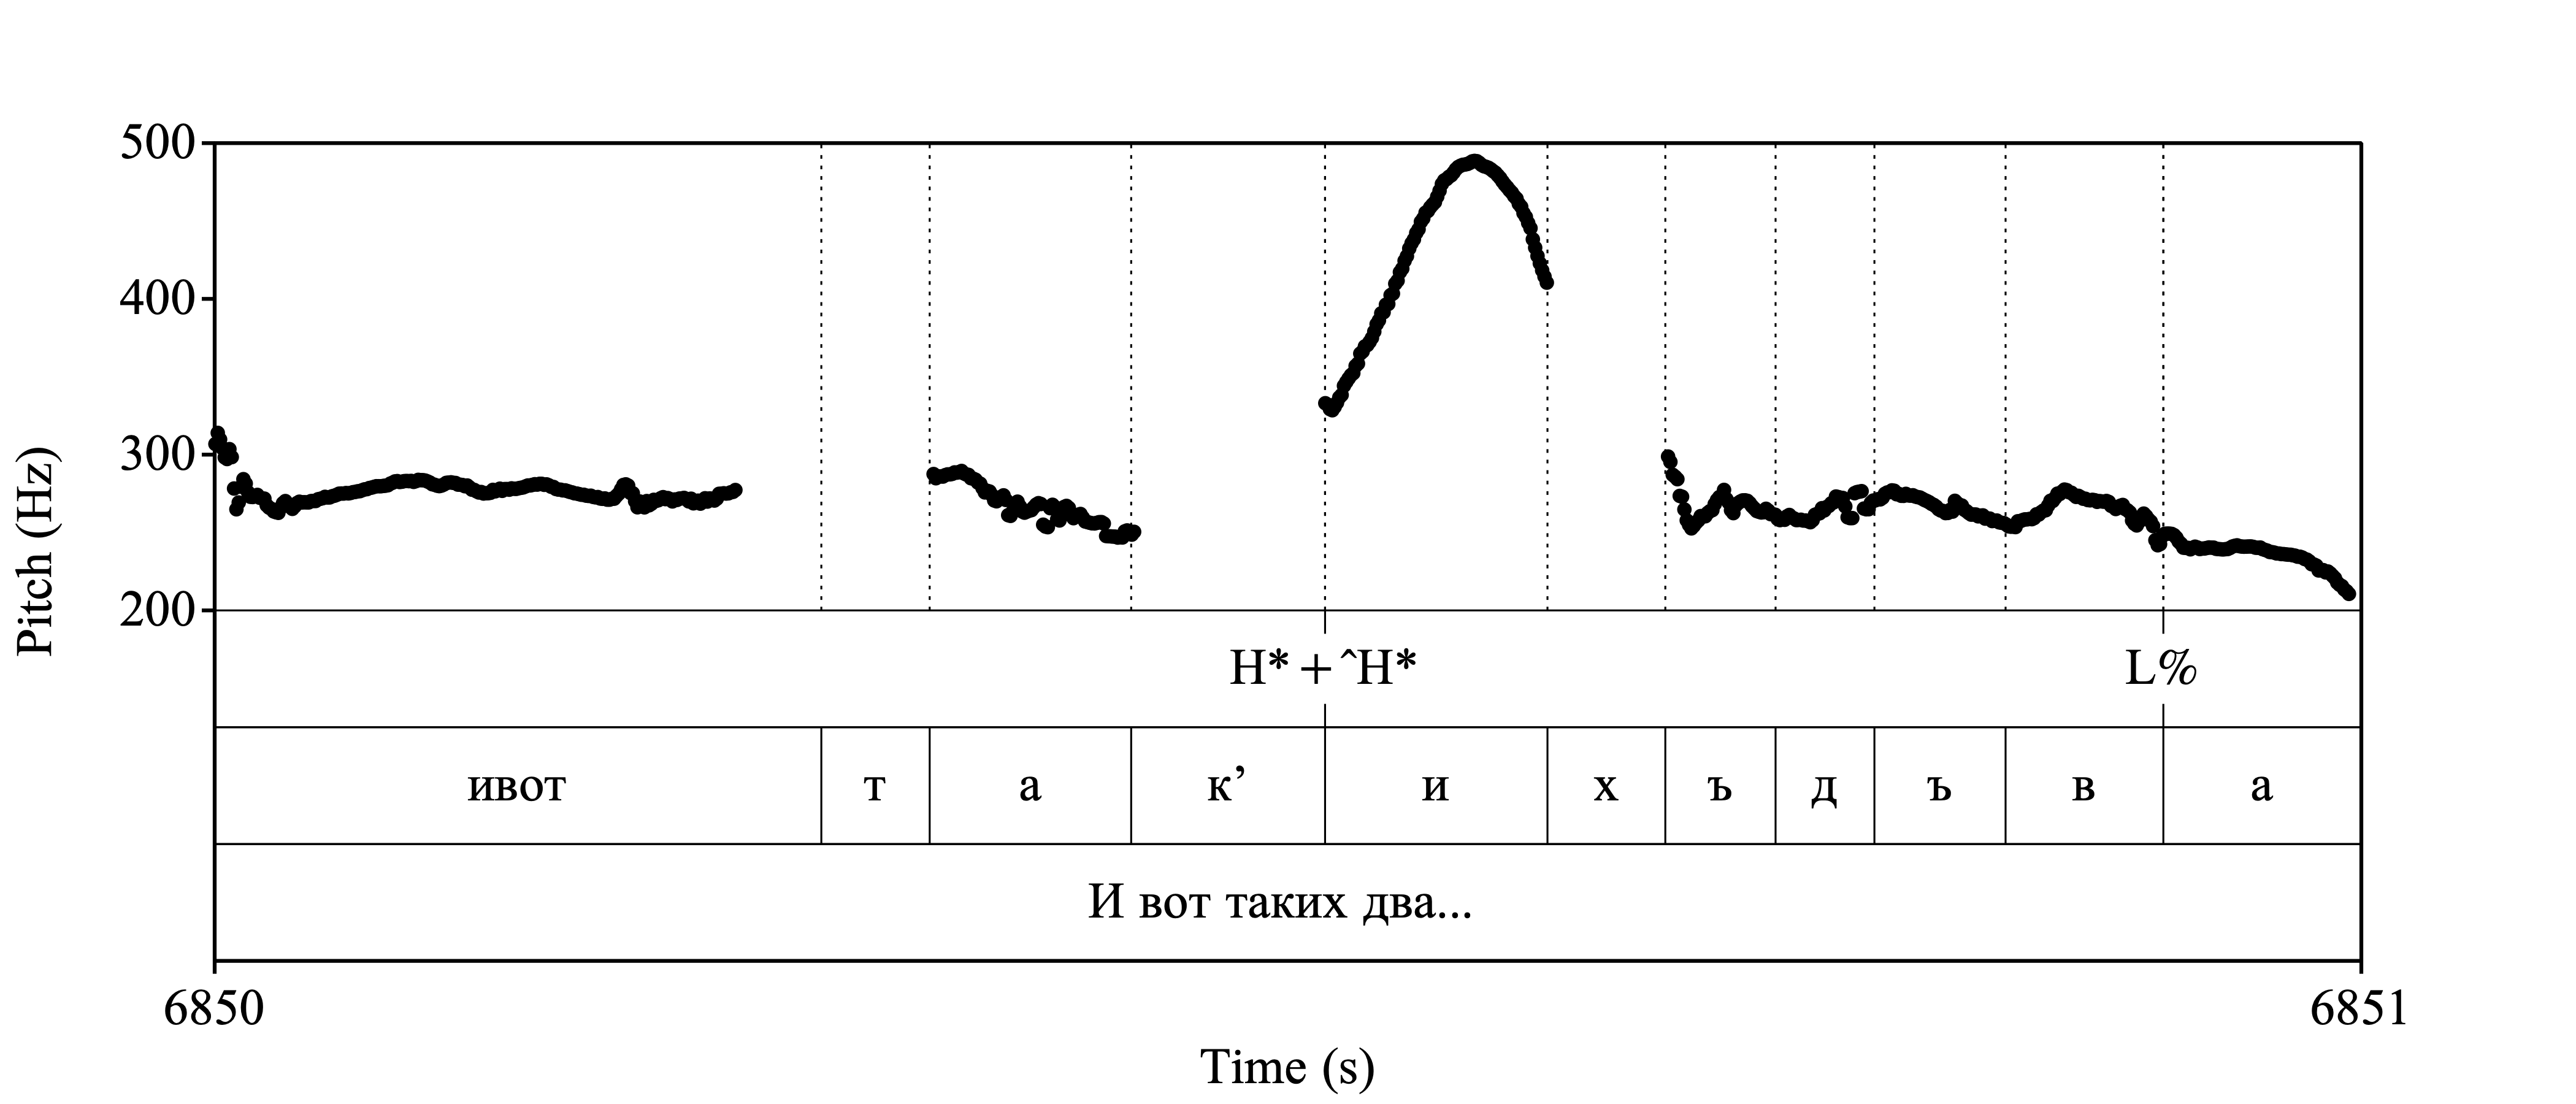 500
400
300
200
Pitch (Hz)
H* + ^H* L%
ивот т а к’ и х ъ д ъ в а
И вот таких два...
6850 6851
Time (s)